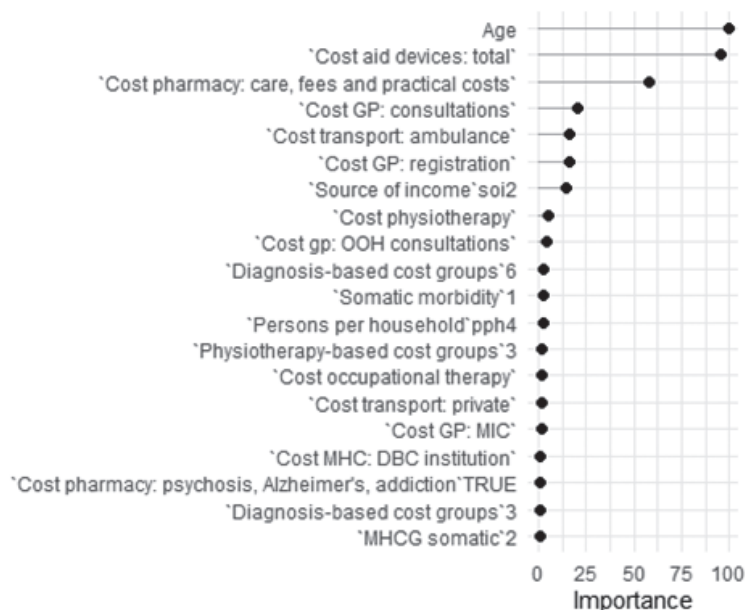 Age
`Cost aid devices: total`
`Cost pharmacy: care, fees and practical costs`
`Cost GP: consultations`
`Cost transport: ambulance`
`Cost GP: registration`
`Source of income`soi2
`Cost physiotherapy`
`Cost gp: OOH consultations`
`Diagnosis-based cost groups`6
`Somatic morbidity`1
`Persons per household`pph4
`Physiotherapy-based cost groups`3
`Cost occupational therapy`
`Cost transport: private`
`Cost GP: MIC`
`Cost MHC: DBC institution`
`Cost pharmacy: psychosis, Alzheimer's, addiction`TRUE
`Diagnosis-based cost groups`3
`MHCG somatic`2
0 25 50 75 100
Importance